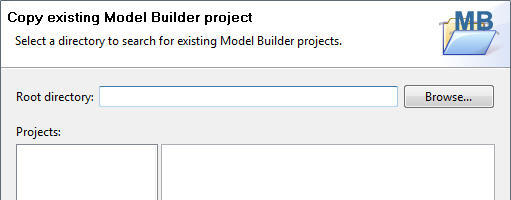 Copy existing Model Builder project
Select a directory to search for existing Model Builder projects.
MB
Root directory:
Browse...
Projects: